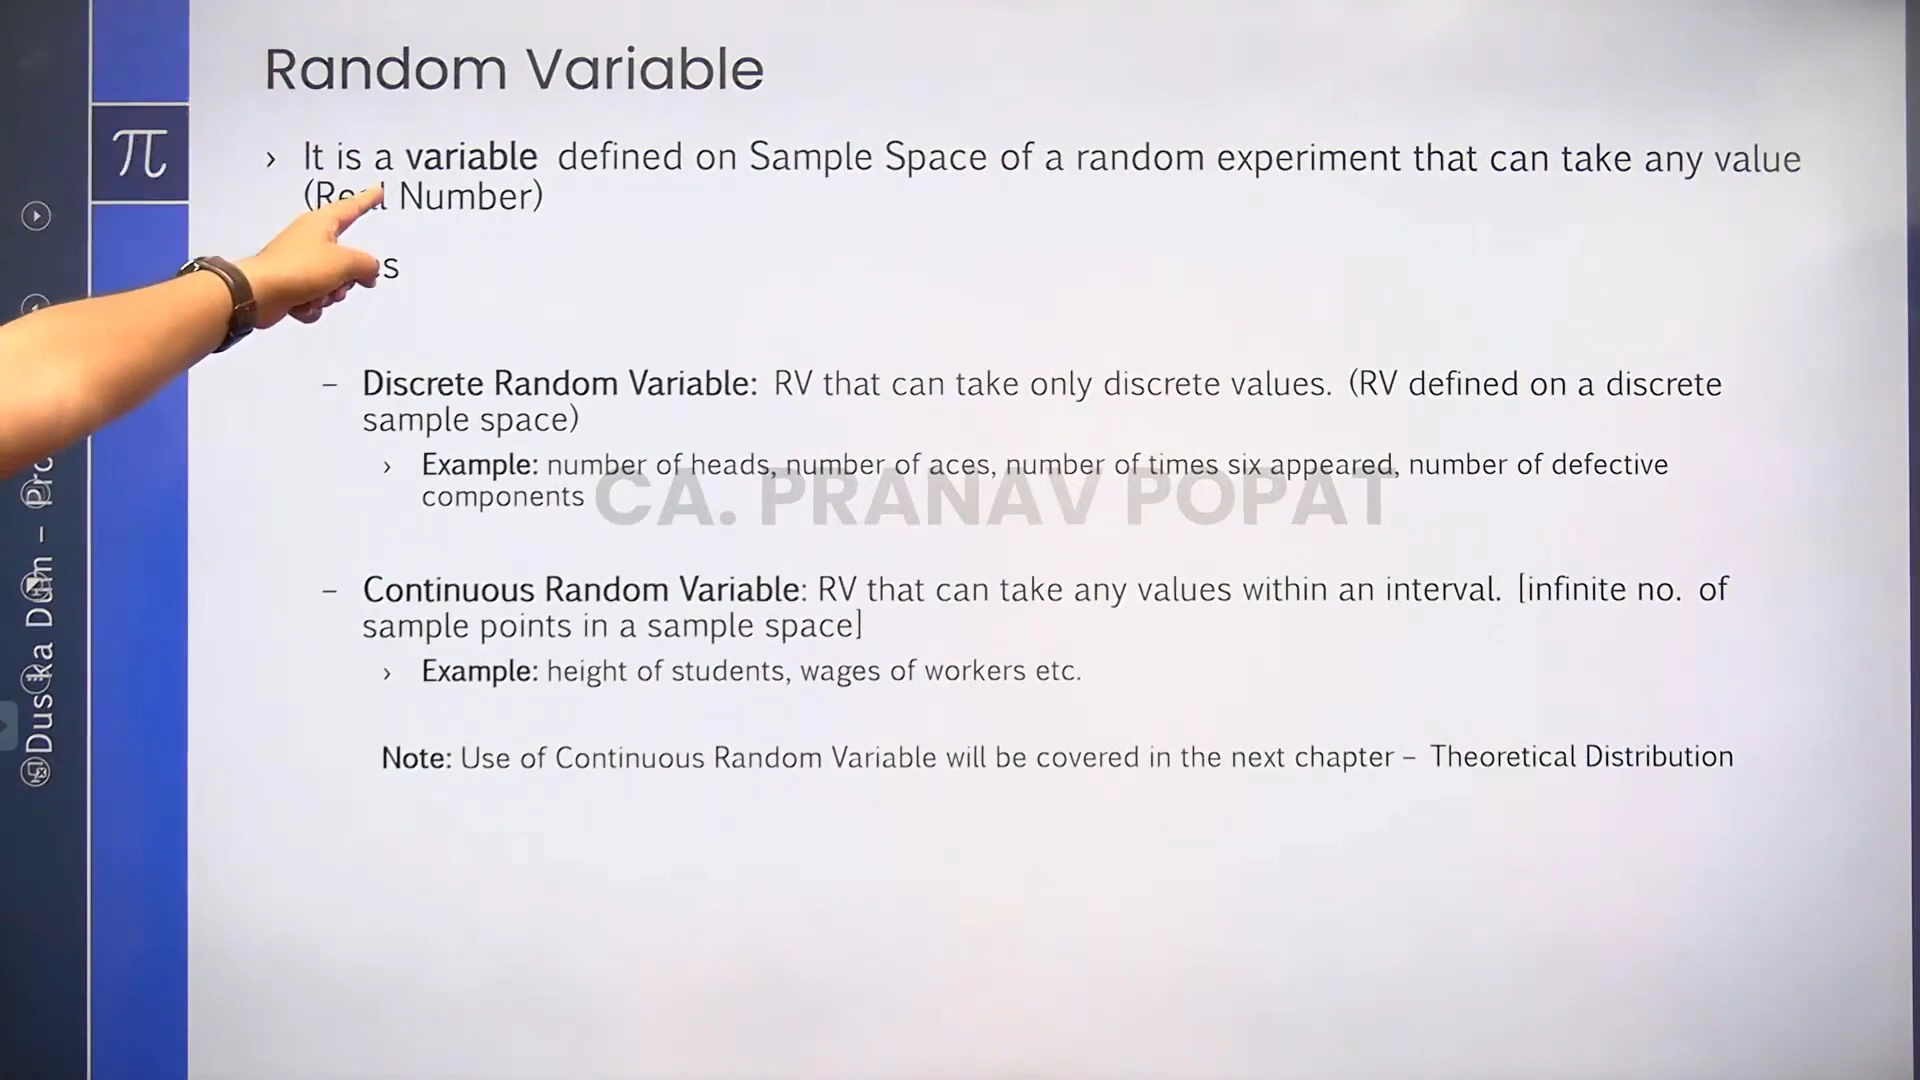 Random Variable
π
› It is a variable defined on Sample Space of a random experiment that can take any value
(Real Number)
– Discrete Random Variable: RV that can take only discrete values. (RV defined on a discrete
sample space)
› Example: number of heads, number of aces, number of times six appeared, number of defective
components
CA. PRANAV POPAT
– Continuous Random Variable: RV that can take any values within an interval. [infinite no. of
sample points in a sample space]
› Example: height of students, wages of workers etc.
Note: Use of Continuous Random Variable will be covered in the next chapter – Theoretical Distribution